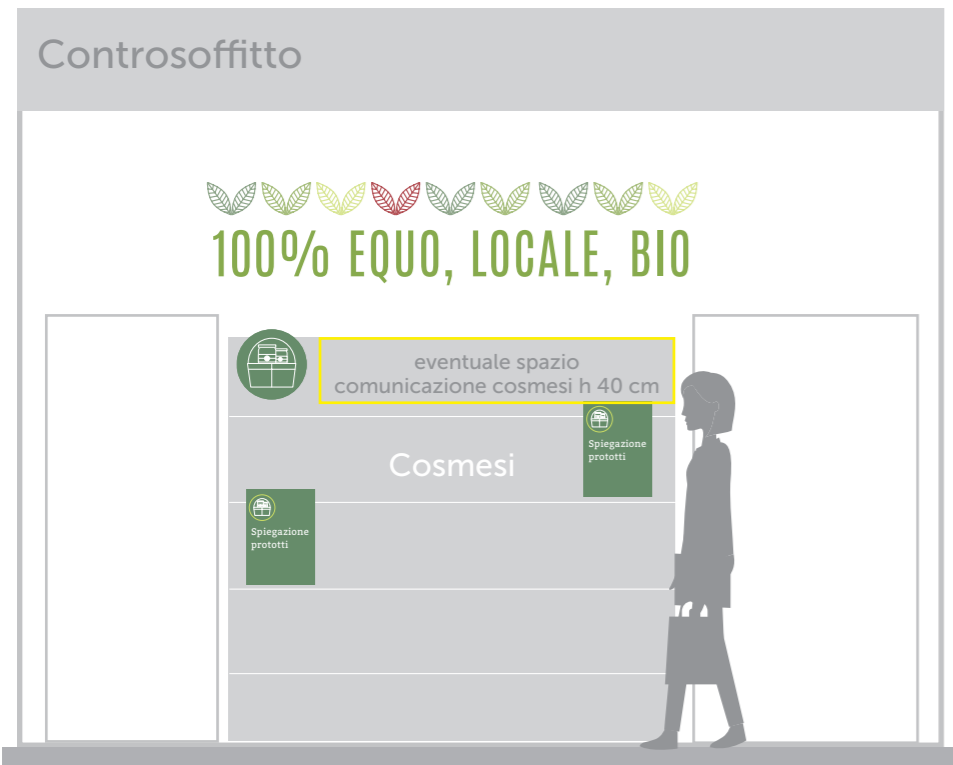 Controsoffitto
100% EQUO, LOCALE, BIO
eventuale spazio
comunicazione cosmesi h 40 cm
Cosmesi
Spiegazione
prototti
Spiegazione
prototti